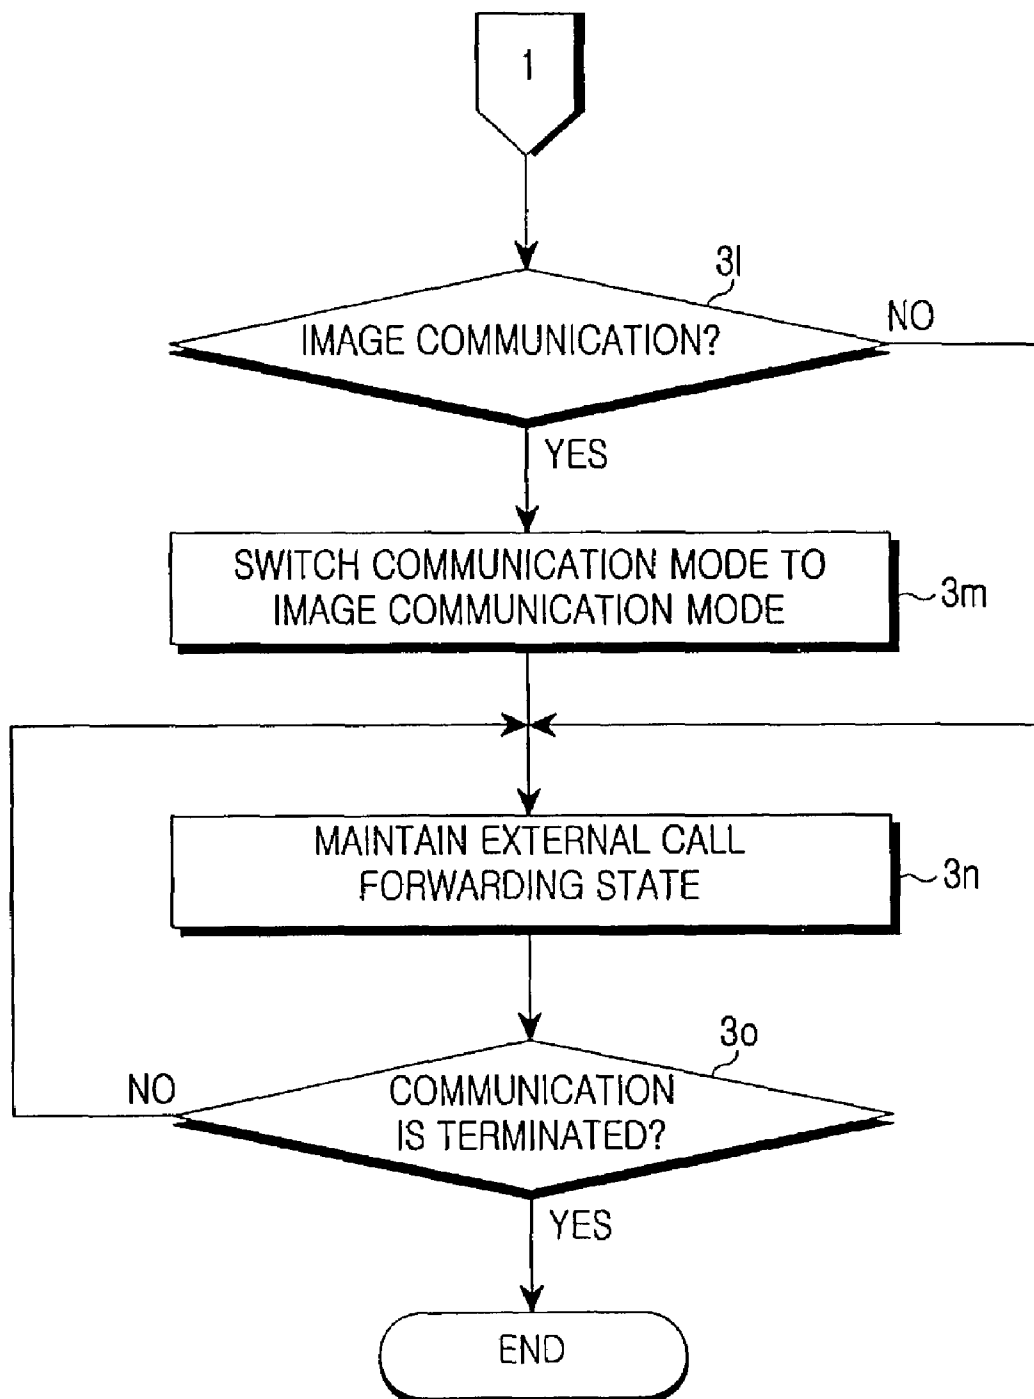 1
3l
IMAGE COMMUNICATION?
NO
YES
SWITCH COMMUNICATION MODE TO
IMAGE COMMUNICATION MODE
3m
MAINTAIN EXTERNAL CALL
FORWARDING STATE
3n
3o
NO
COMMUNICATION
IS TERMINATED?
YES
END